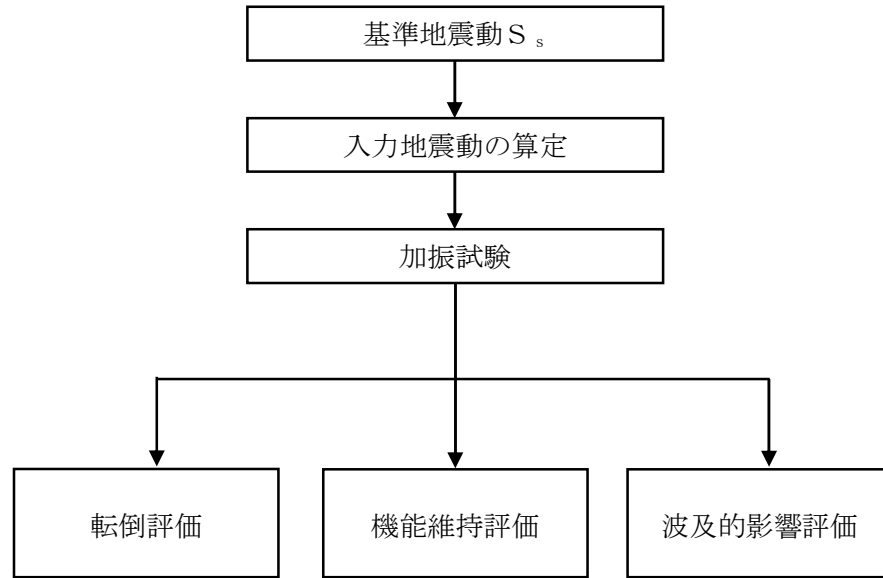 基準地震動Ｓｓ
入力地震動の算定
加振試験
転倒評価
機能維持評価
波及的影響評価